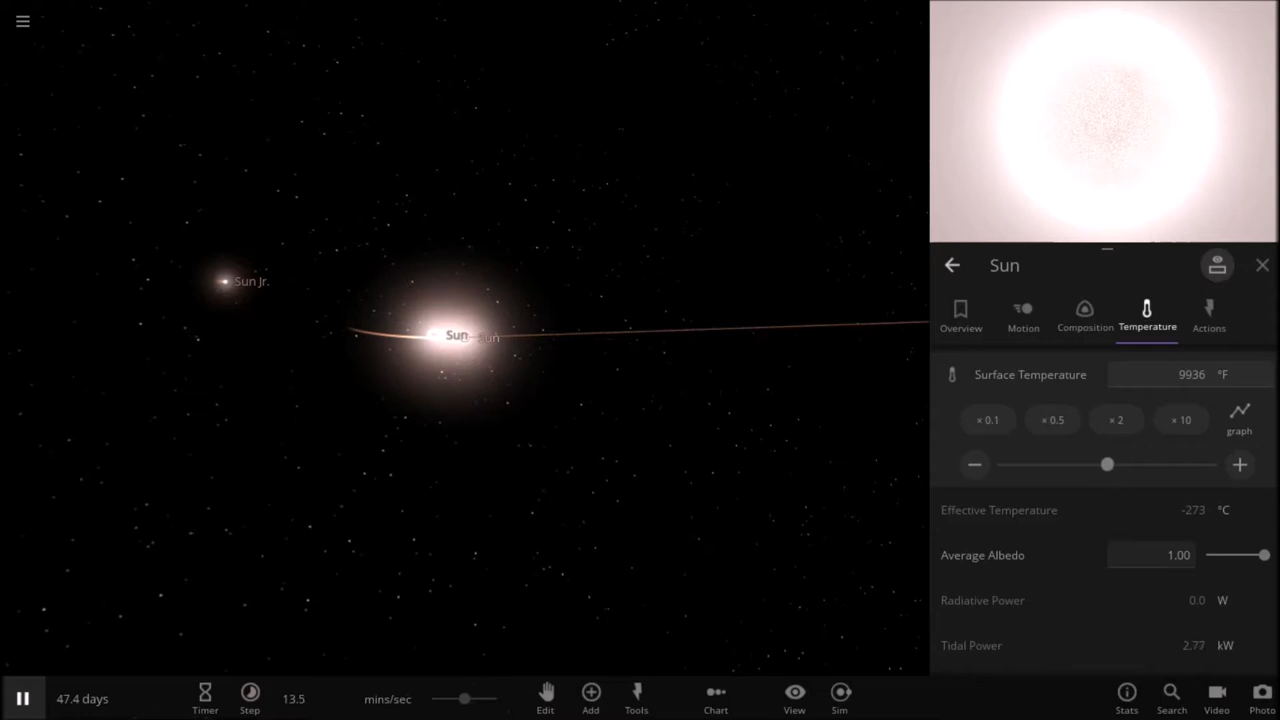 Sun Jr.
Sun
Sun
Sun
Overview
Motion
Composition
Temperature
Actions
Surface Temperature 9936 °F
× 0.1 × 0.5 × 2 × 10 graph
Effective Temperature -273 °C
Average Albedo 1.00
Radiative Power 0.0 W
Tidal Power 2.77 kW
47.4 days
Timer
Step
13.5 mins/sec
Edit
Add
Tools
Chart
View
Sim
Stats
Search
Video
Photo